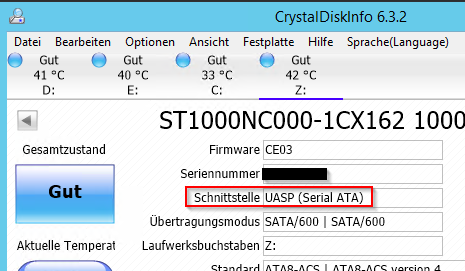 CrystalDiskInfo 6.3.2
Datei Bearbeiten Optionen Ansicht Festplatte Hilfe Sprache(Language)
Gut Gut Gut Gut
41 °C 40 °C 33 °C 42 °C
D: E: C: Z:
ST1000NC000-1CX162 1000
Gesamtzustand Firmware CE03
Gut Seriennummer
Schnittstelle UASP (Serial ATA)
Übertragungsmodus SATA/600 | SATA/600
Aktuelle Temperat Laufwerksbuchstaben Z:
Standard ATA8-ACS | ATA8-ACS version 4